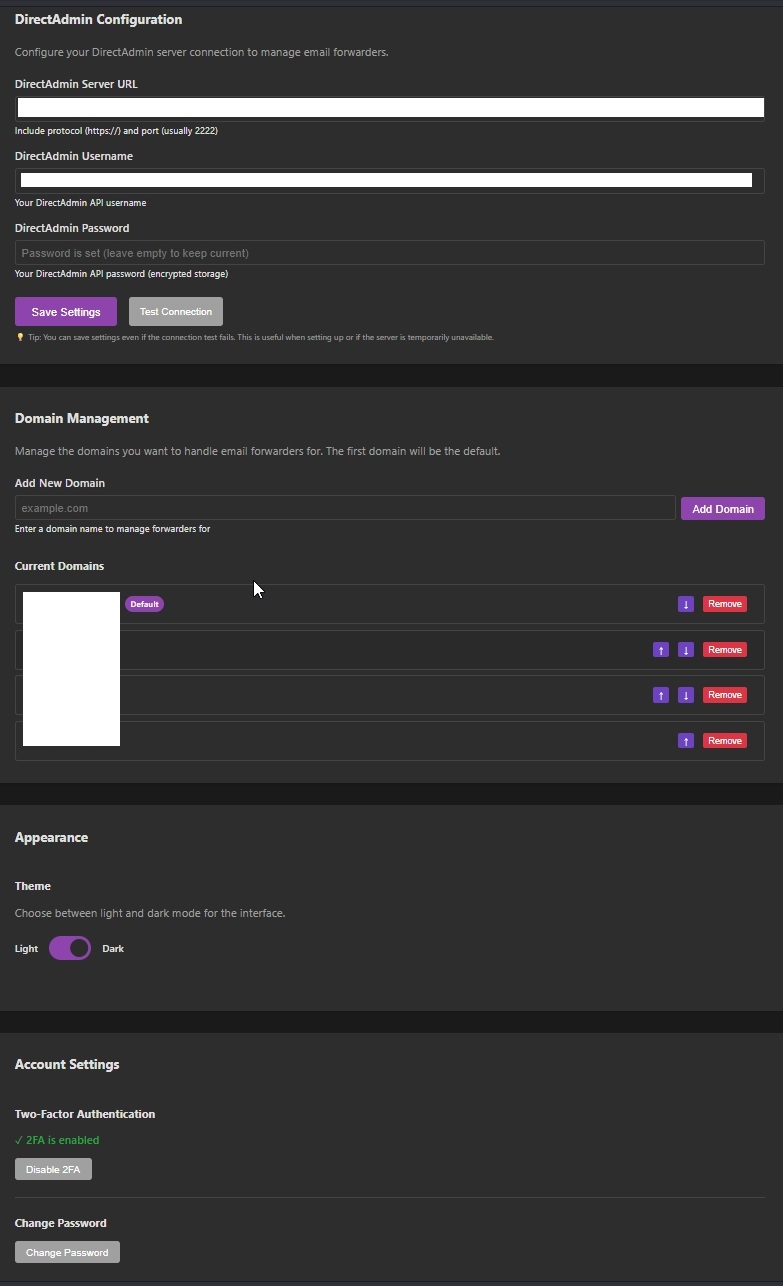 DirectAdmin Configuration
Configure your DirectAdmin server connection to manage email forwarders.
DirectAdmin Server URL
Include protocol (https://) and port (usually 2222)
DirectAdmin Username
Your DirectAdmin API username
DirectAdmin Password
Password is set (leave empty to keep current)
Your DirectAdmin API password (encrypted storage)
Save Settings Test Connection
💡 Tip: You can save settings even if the connection test fails. This is useful when setting up or if the server is temporarily unavailable.
Domain Management
Manage the domains you want to handle email forwarders for. The first domain will be the default.
Add New Domain
example.com Add Domain
Enter a domain name to manage forwarders for
Current Domains
Default ↓ Remove
↑ ↓ Remove
↑ ↓ Remove
↑ Remove
Appearance
Theme
Choose between light and dark mode for the interface.
Light Dark
Account Settings
Two-Factor Authentication
✓ 2FA is enabled
Disable 2FA
Change Password
Change Password